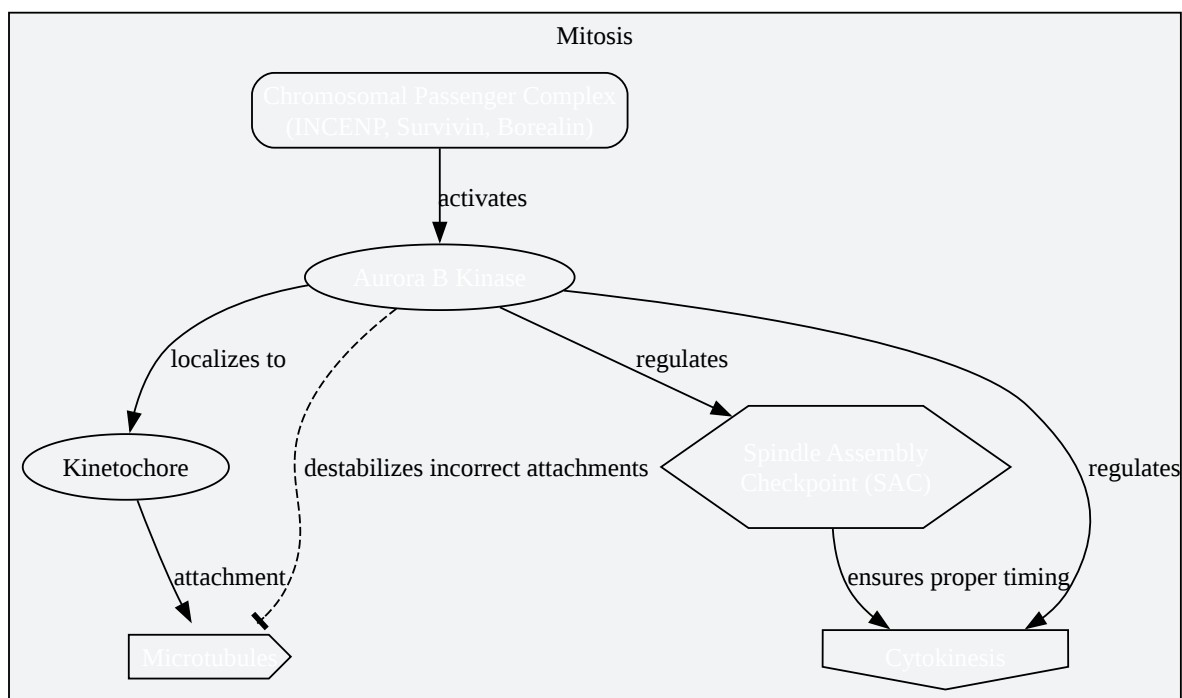 Mitosis
Chromosomal Passenger Complex
(INCENP, Survivin, Borealin)
activates
Aurora B Kinase
localizes to
regulates
Kinetochore
destabilizes incorrect attachments
Spindle Assembly
Checkpoint (SAC)
regulates
attachment
ensures proper timing
Microtubules
Cytokinesis